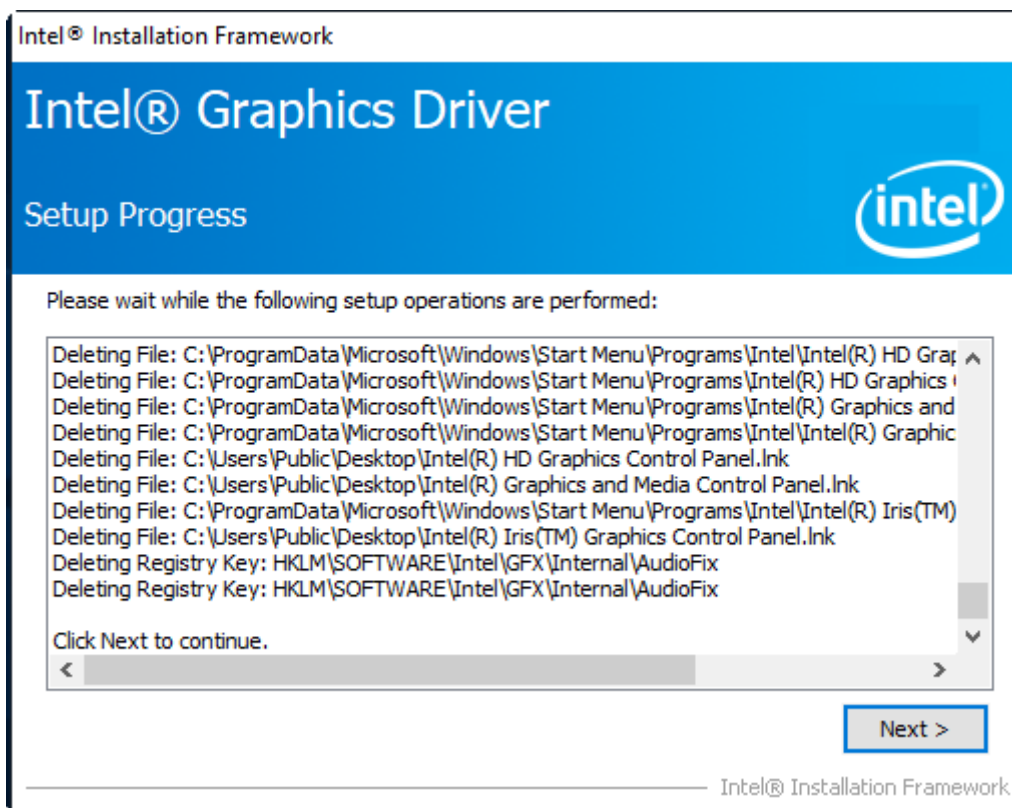 Intel® Installation Framework
Intel® Graphics Driver
intel
Setup Progress
Please wait while the following setup operations are performed:
Deleting File: C:\ProgramData\Microsoft\Windows\Start Menu\Programs\Intel\Intel(R) HD
Deleting File: C:\ProgramData\Microsoft\Windows\Start Menu\Programs\Intel(R) HD Graphics
Deleting File: C:\ProgramData\Microsoft\Windows\Start Menu\Programs\Intel(R) Graphics and
Deleting File: C:\ProgramData\Microsoft\Windows\Start Menu\Programs\Intel\Intel(R) Graphic
Deleting File: C:\Users\Public\Desktop\Intel(R) HD Graphics Control Panel.lnk
Deleting File: C:\Users\Public\Desktop\Intel(R) Graphics and Media Control Panel.lnk
Deleting File: C:\ProgramData\Microsoft\Windows\Start Menu\Programs\Intel\Intel(R) Iris(TM)
Deleting File: C:\Users\Public\Desktop\Intel(R) Iris(TM) Graphics Control Panel.lnk
Deleting Registry Key: HKLM\SOFTWARE\Intel\GFX\Internal\AudioFix
Deleting Registry Key: HKLM\SOFTWARE\Intel\GFX\Internal\AudioFix
Click Next to continue.
Next >
Intel® Installation Framework